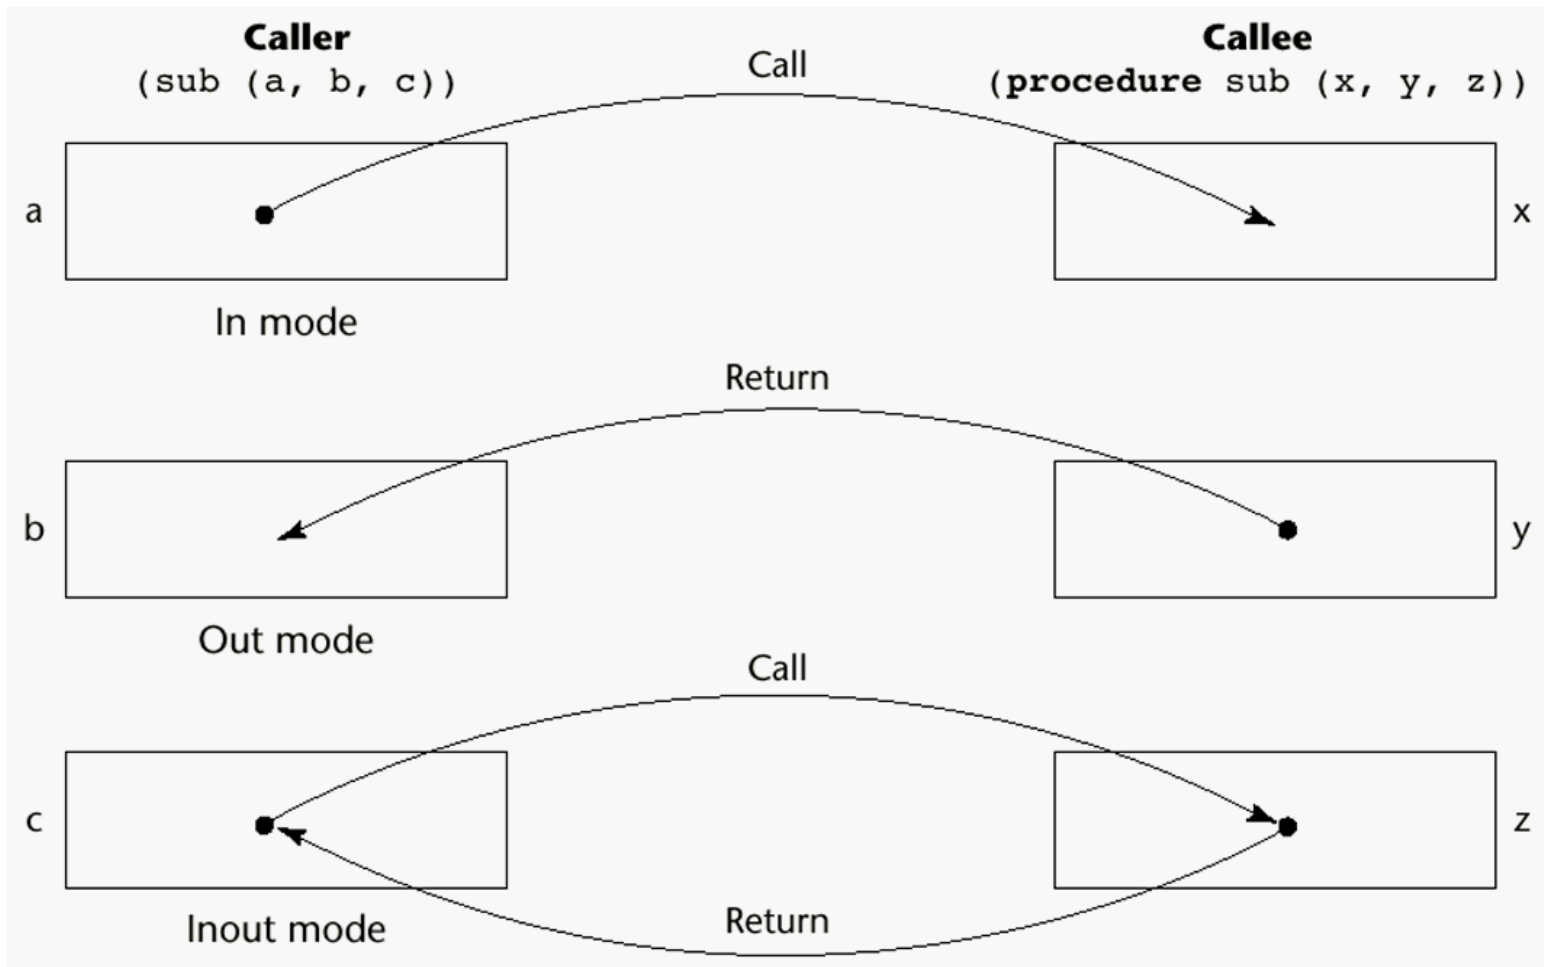 Caller
(sub (a, b, c))
Call
Callee
(procedure sub (x, y, z))
a
x
In mode
Return
b
y
Out mode
Call
c
z
Inout mode
Return